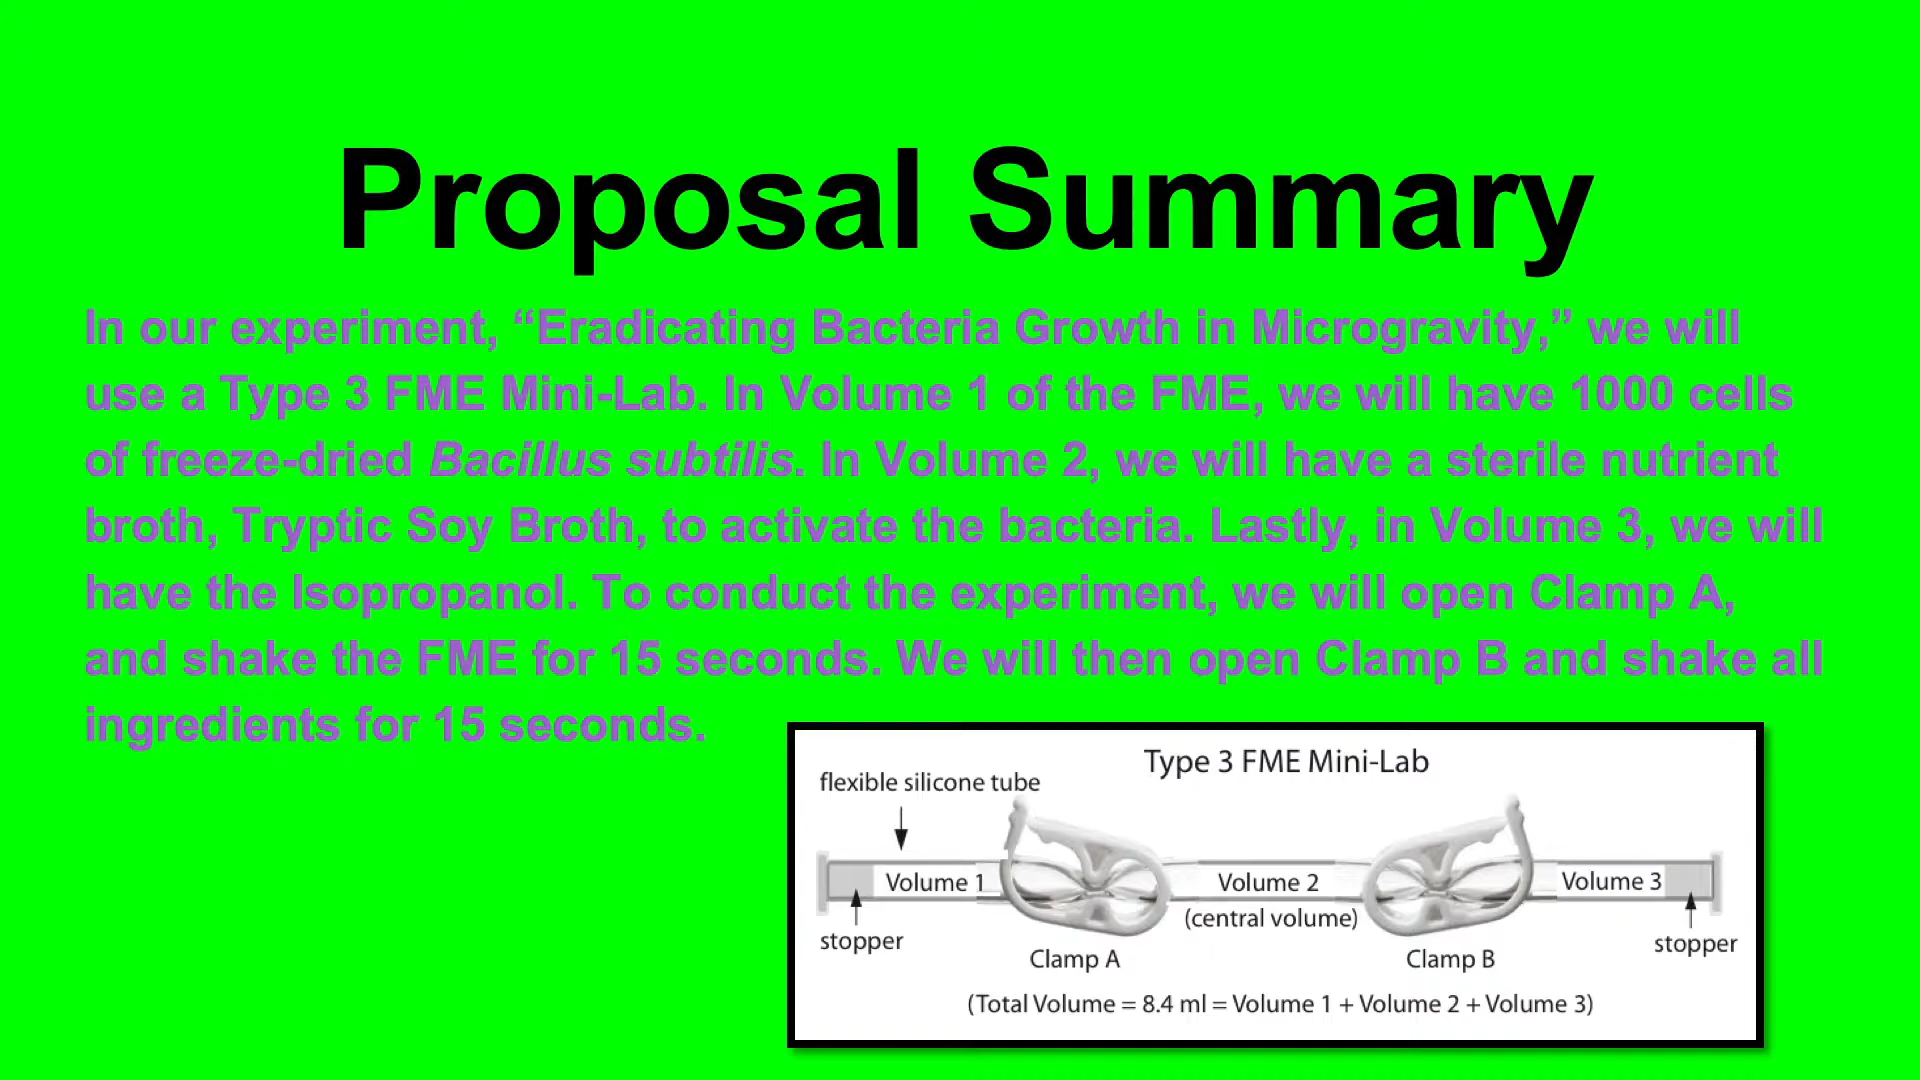 Proposal Summary
In our experiment, “Eradicating Bacteria Growth in Microgravity,” we will
use a Type 3 FME Mini-Lab. In Volume 1 of the FME, we will have 1000 cells
of freeze-dried Bacillus subtilis. In Volume 2, we will have a sterile nutrient
broth, Tryptic Soy Broth, to activate the bacteria. Lastly, in Volume 3, we will
have the Isopropanol. To conduct the experiment, we will open Clamp A,
and shake the FME for 15 seconds. We will then open Clamp B and shake all
ingredients for 15 seconds.
Type 3 FME Mini-Lab
flexible silicone tube
Volume 1
Volume 2
Volume 3
(central volume)
stopper
stopper
Clamp A
Clamp B
(Total Volume = 8.4 ml = Volume 1 + Volume 2 + Volume 3)